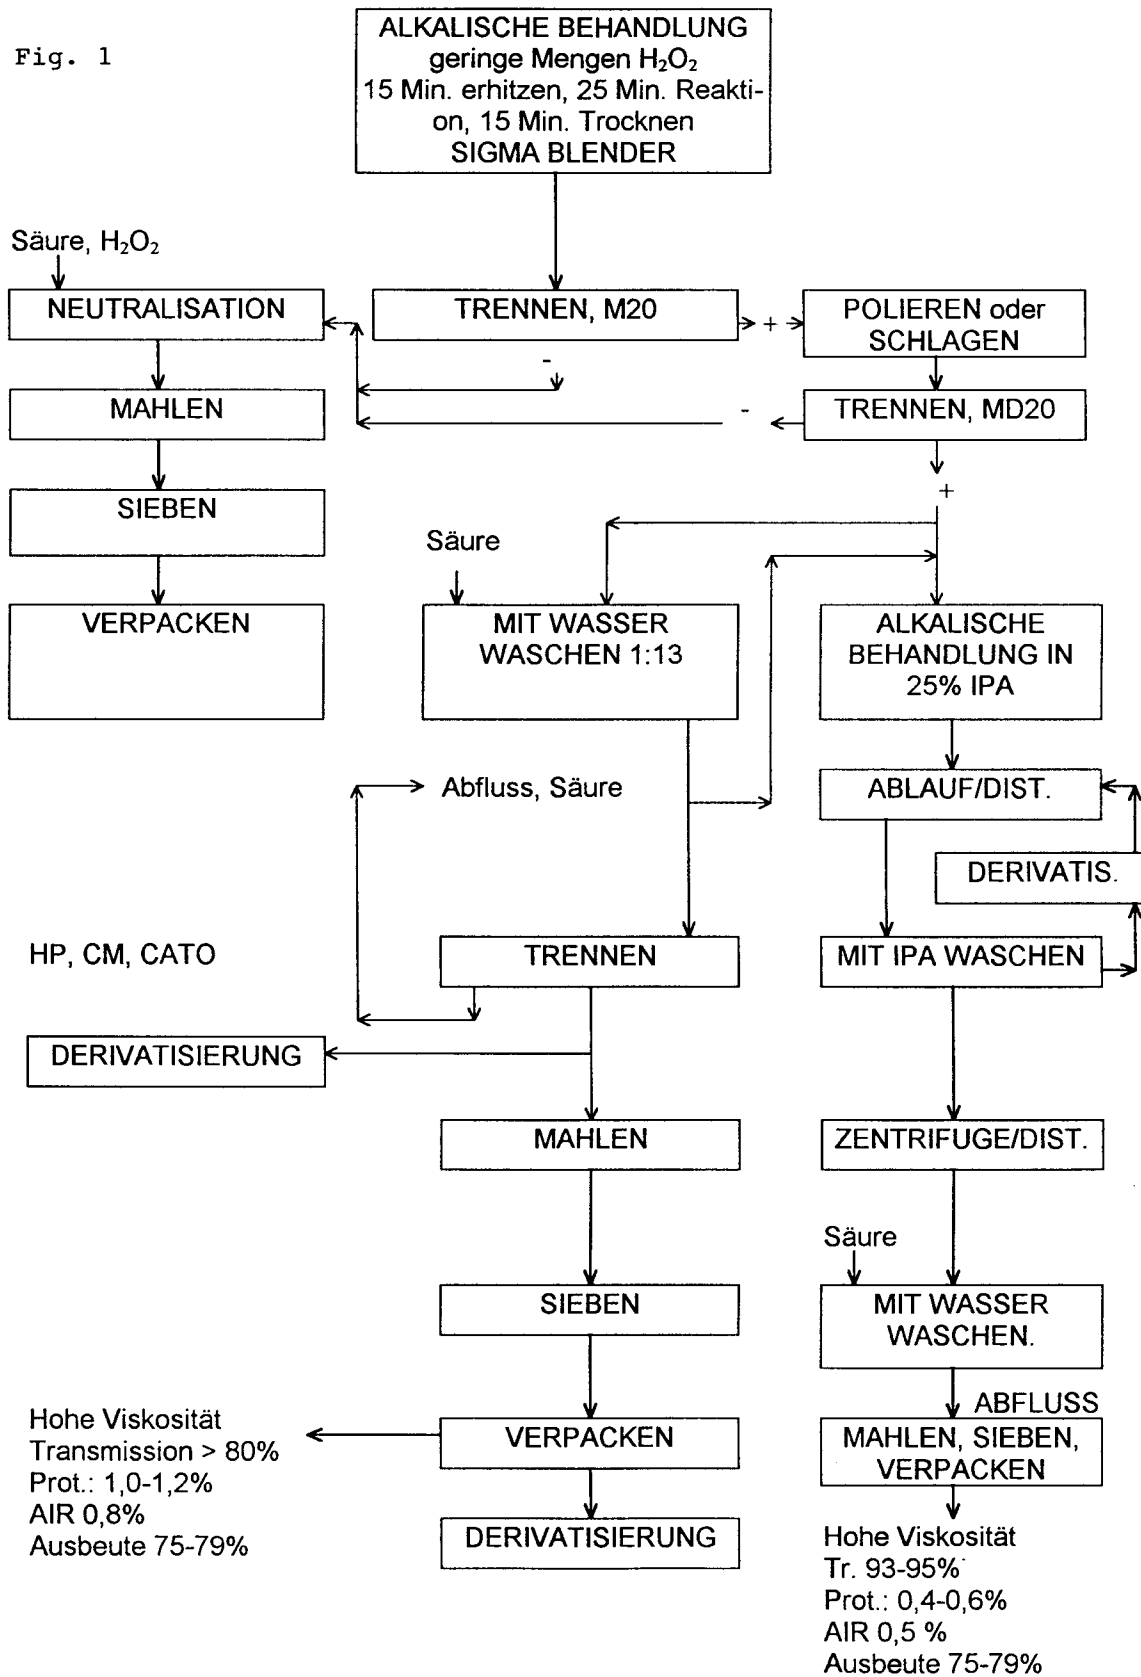 Fig. 1
ALKALISCHE BEHANDLUNG
geringe Mengen H₂O₂
15 Min. erhitzen, 25 Min. Reakti-
on, 15 Min. Trocknen
SIGMA BLENDER
Säure, H₂O₂
NEUTRALISATION
TRENNEN, M20
+
POLIEREN oder
SCHLAGEN
-
MAHLEN
-
TRENNEN, MD20
+
SIEBEN
Säure
VERPACKEN
MIT WASSER
WASCHEN 1:13
ALKALISCHE
BEHANDLUNG IN
25% IPA
Abfluss, Säure
ABLAUF/DIST.
DERIVATIS.
HP, CM, CATO
TRENNEN
MIT IPA WASCHEN
DERIVATISIERUNG
MAHLEN
ZENTRIFUGE/DIST.
Säure
SIEBEN
MIT WASSER
WASCHEN.
ABFLUSS
Hohe Viskosität
Transmission > 80%
Prot.: 1,0-1,2%
AIR 0,8%
Ausbeute 75-79%
VERPACKEN
MAHLEN, SIEBEN,
VERPACKEN
DERIVATISIERUNG
Hohe Viskosität
Tr. 93-95%
Prot.: 0,4-0,6%
AIR 0,5 %
Ausbeute 75-79%